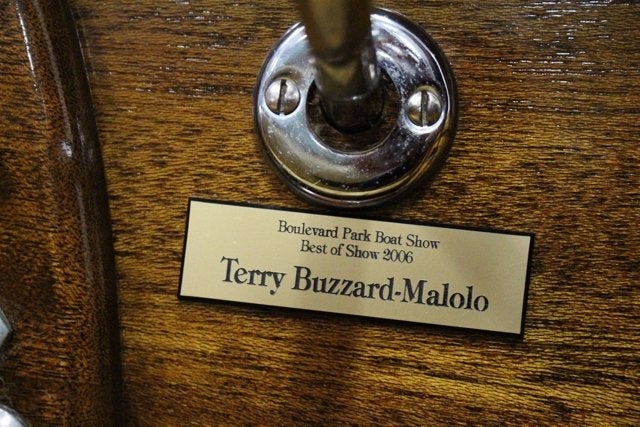 Boulevard Park Boat Show
Best of Show 2006
Terry Buzzard-Malolo